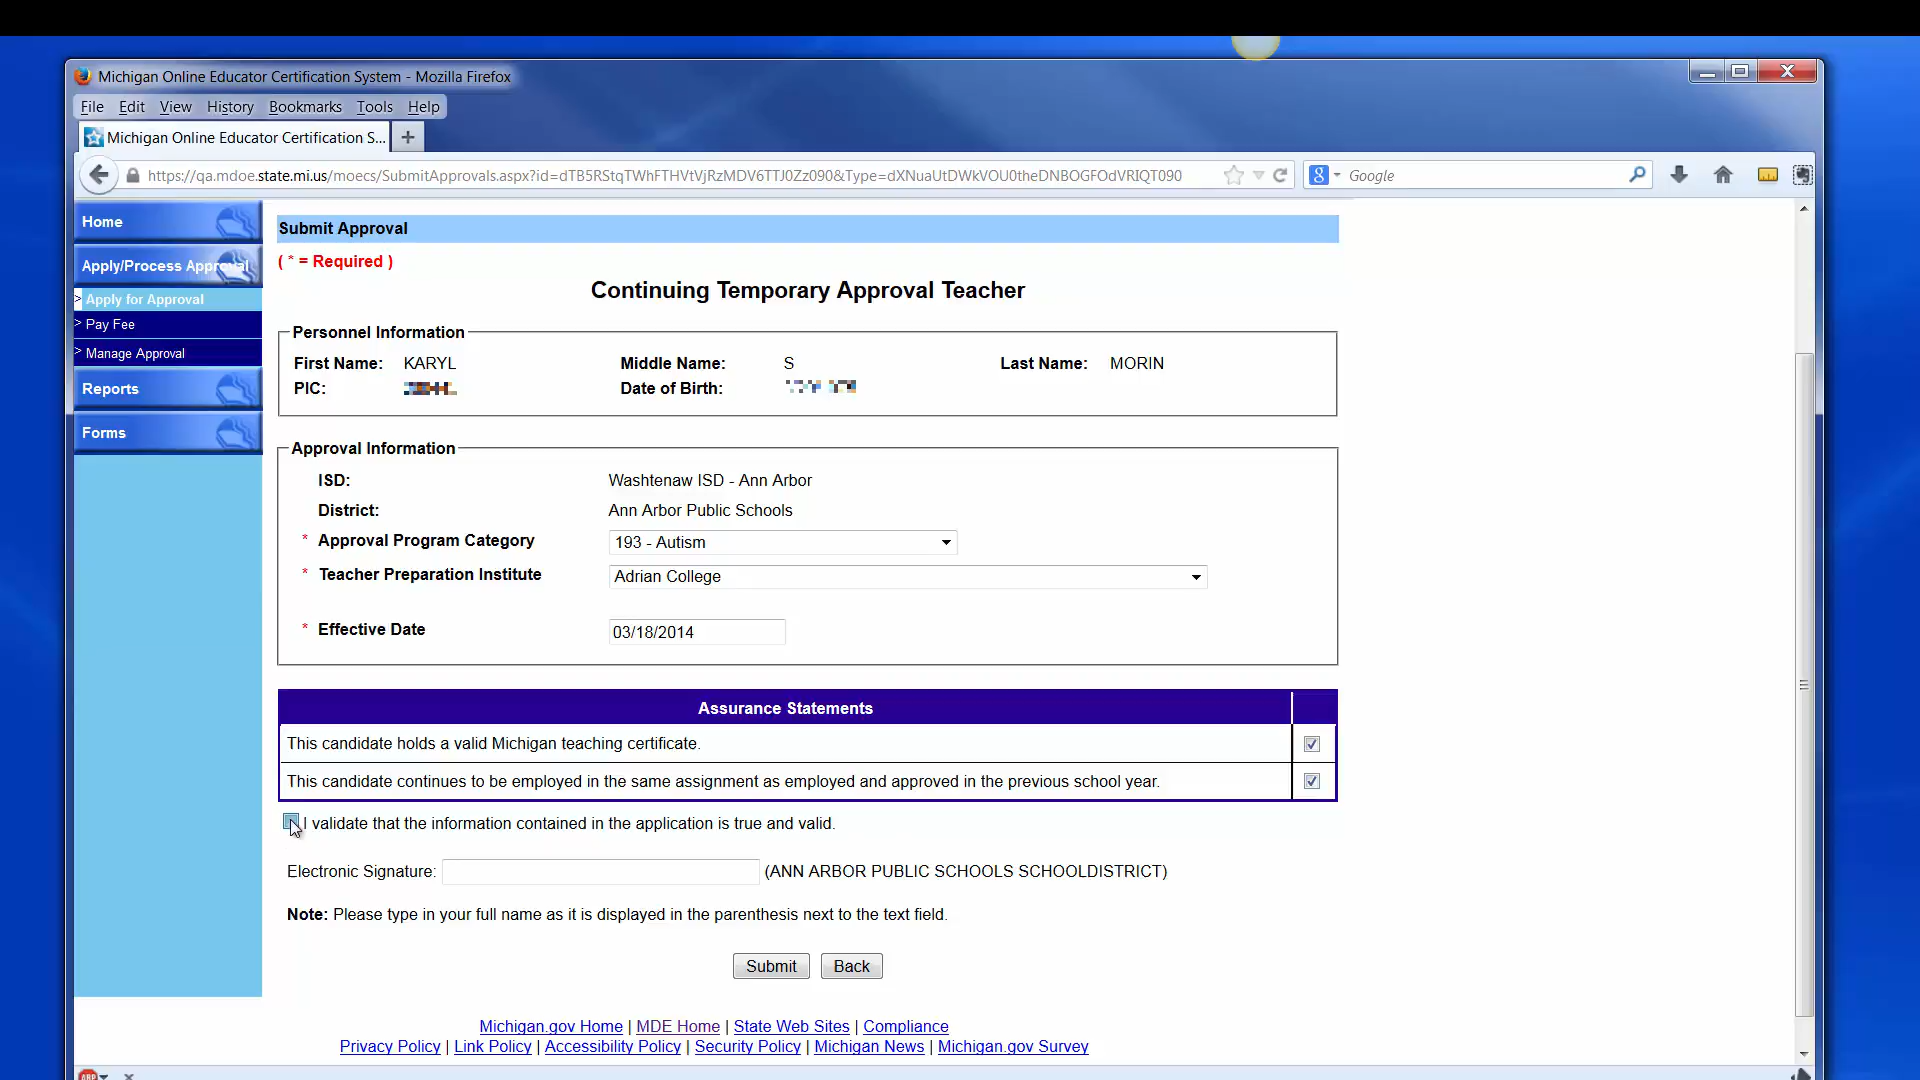 Michigan Online Educator Certification System - Mozilla Firefox
File Edit View History Bookmarks Tools Help
Michigan Online Educator Certification S... +
https://qa.mdoe.state.mi.us/moecs/SubmitApprovals.aspx?id=dTB5RStqTWhFTHVtVjRzMDV6TTJ0Zz090&Type=dXNuaUtDWkVOU0theDNBOGFOdVRIQT090 8 Google
Home
Apply/Process Approval
> Apply for Approval
> Pay Fee
> Manage Approval
Reports
Forms
Submit Approval
( * = Required )
Continuing Temporary Approval Teacher
Personnel Information
First Name: KARYL Middle Name: S Last Name: MORIN
PIC: Date of Birth:
Approval Information
ISD: Washtenaw ISD - Ann Arbor
District: Ann Arbor Public Schools
* Approval Program Category 193 - Autism
* Teacher Preparation Institute Adrian College
* Effective Date 03/18/2014
Assurance Statements
This candidate holds a valid Michigan teaching certificate.
This candidate continues to be employed in the same assignment as employed and approved in the previous school year.
I validate that the information contained in the application is true and valid.
Electronic Signature: (ANN ARBOR PUBLIC SCHOOLS SCHOOLDISTRICT)
Note: Please type in your full name as it is displayed in the parenthesis next to the text field.
Submit Back
Michigan.gov Home | MDE Home | State Web Sites | Compliance
Privacy Policy | Link Policy | Accessibility Policy | Security Policy | Michigan News | Michigan.gov Survey
ABP